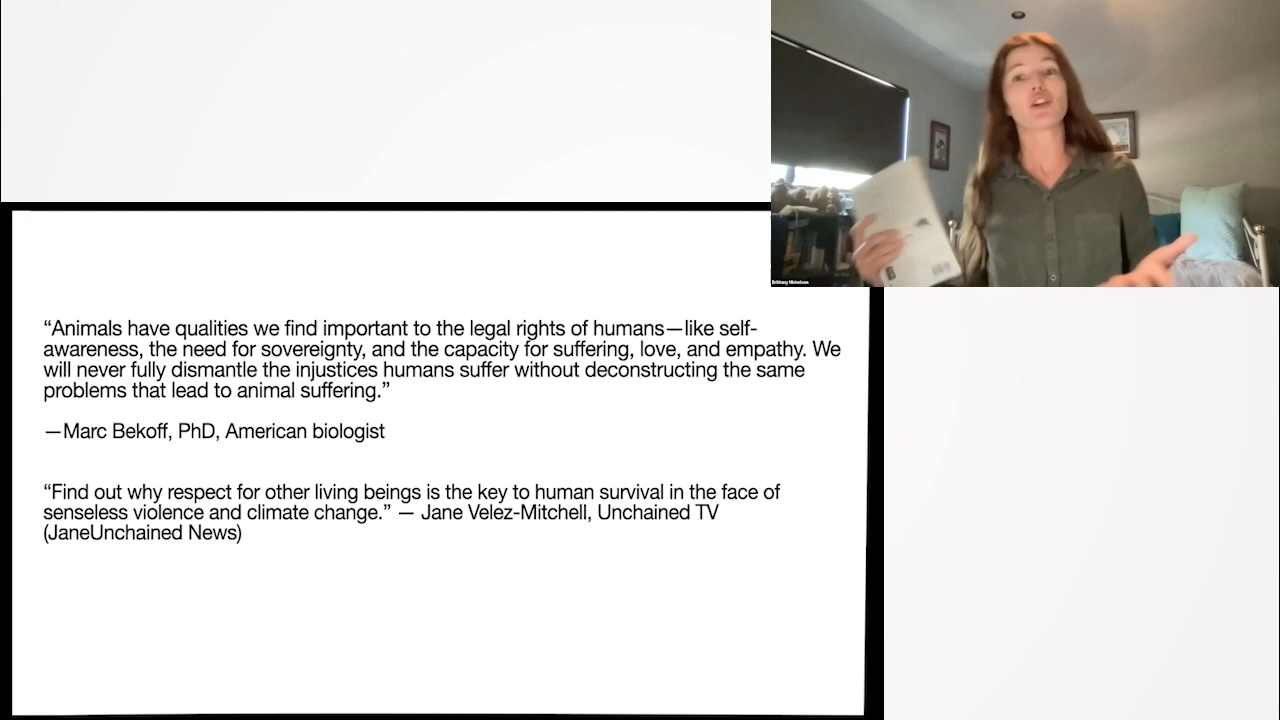 Brittany Michelson
“Animals have qualities we find important to the legal rights of humans—like self-
awareness, the need for sovereignty, and the capacity for suffering, love, and empathy. We
will never fully dismantle the injustices humans suffer without deconstructing the same
problems that lead to animal suffering.”
—Marc Bekoff, PhD, American biologist
“Find out why respect for other living beings is the key to human survival in the face of
senseless violence and climate change.” — Jane Velez-Mitchell, Unchained TV
(JaneUnchained News)